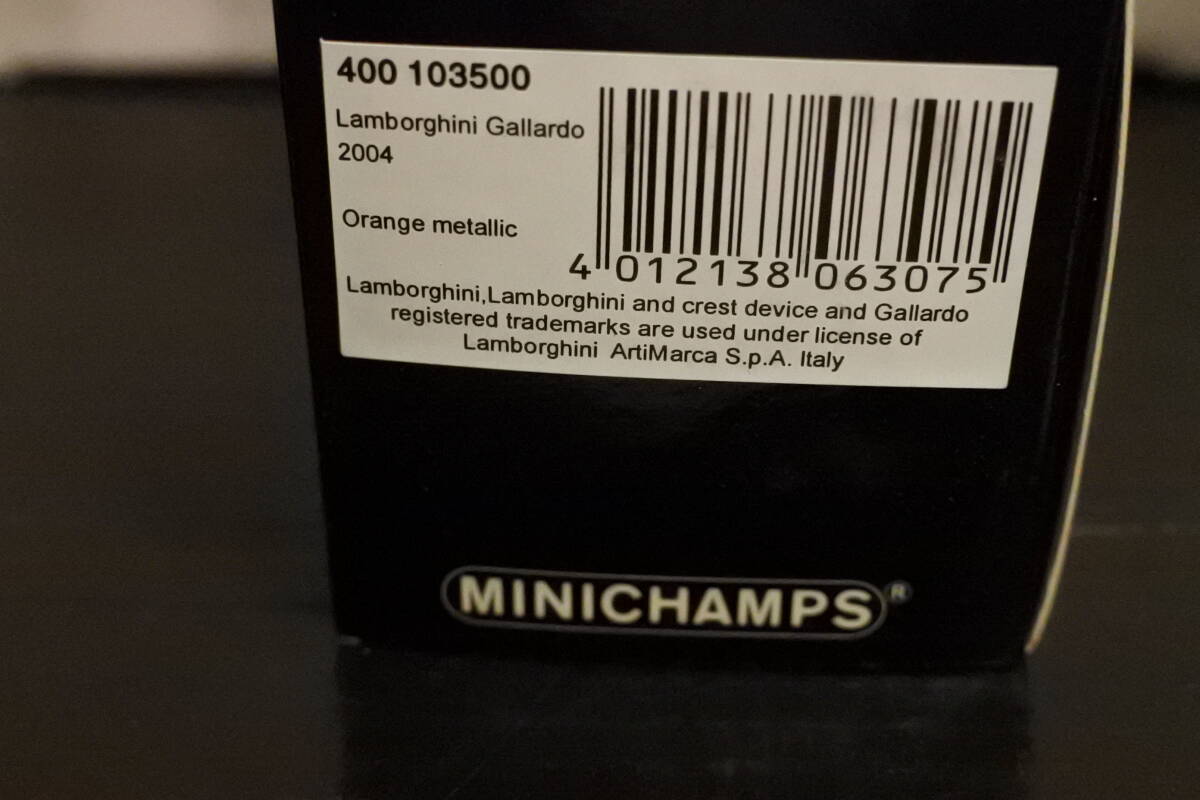 400 103500
Lamborghini Gallardo
2004
Orange metallic
4 012138 063075
Lamborghini,Lamborghini and crest device and Gallardo
registered trademarks are used under license of
Lamborghini ArtiMarca S.p.A. Italy
MINICHAMPS®